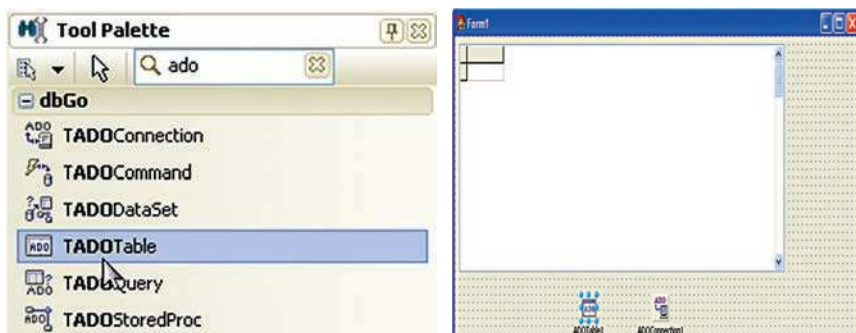 Tool Palette
ado
dbGo
TADOConnection
TADOCommand
TADODataSet
TADOTable
TADOQuery
TADOStoredProc
Form1
ADOTable1 ADOConnection1